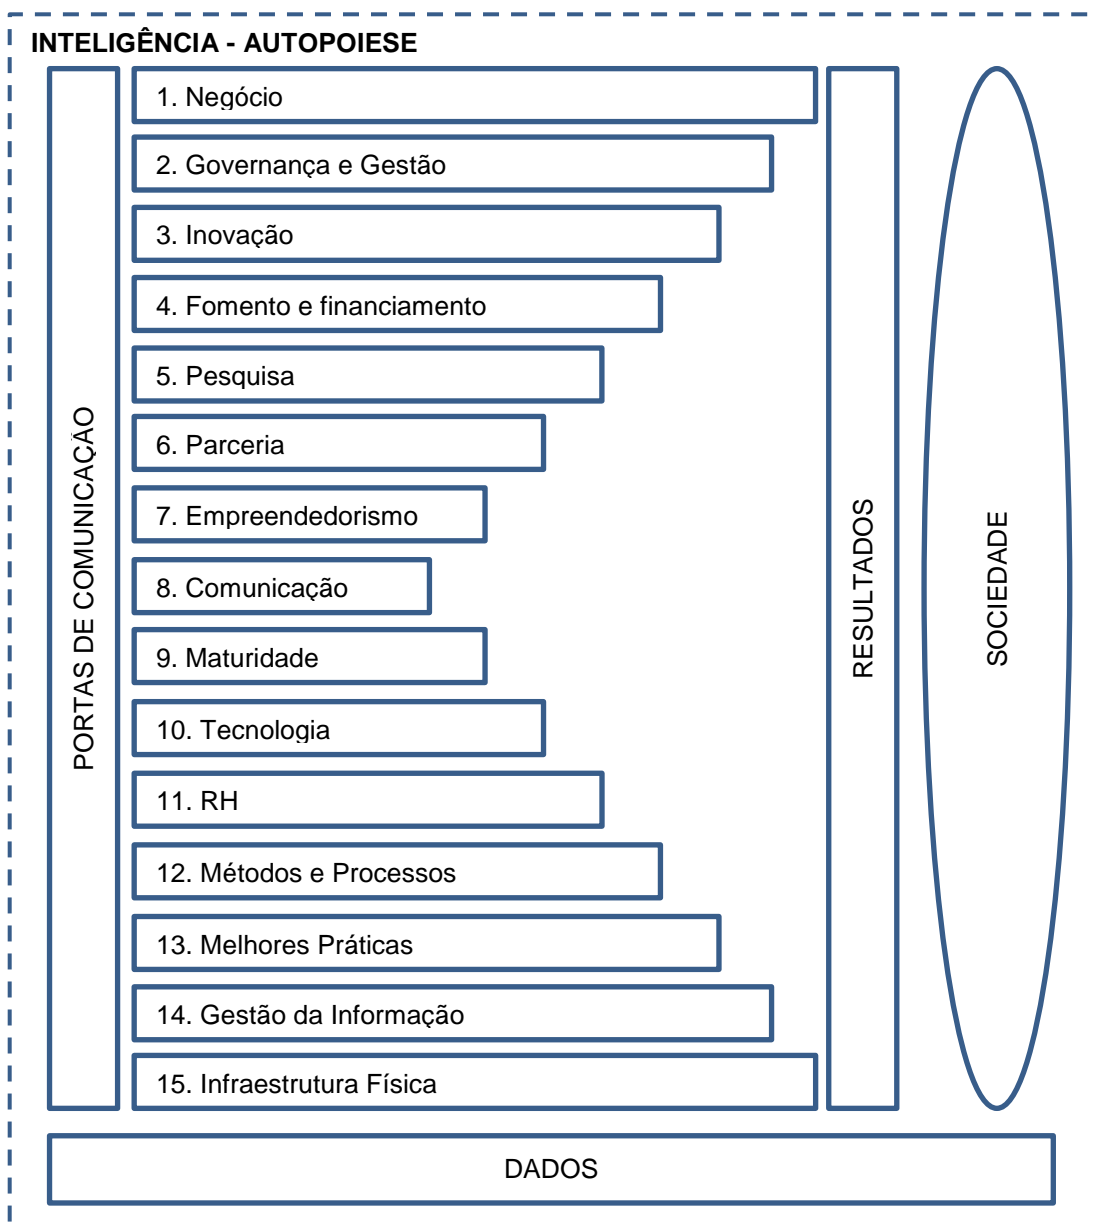 INTELIGÊNCIA - AUTOPOIESE
PORTAS DE COMUNICAÇÃO
1. Negócio
2. Governança e Gestão
3. Inovação
4. Fomento e financiamento
5. Pesquisa
6. Parceria
7. Empreendedorismo
8. Comunicação
9. Maturidade
10. Tecnologia
11. RH
12. Métodos e Processos
13. Melhores Práticas
14. Gestão da Informação
15. Infraestrutura Física
RESULTADOS
SOCIEDADE
DADOS